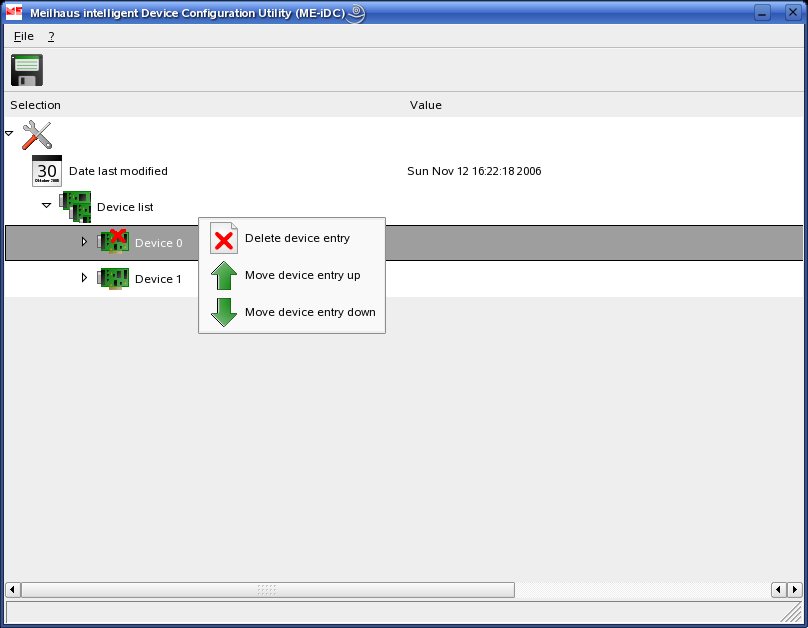 Meilhaus intelligent Device Configuration Utility (ME-iDC)
File ?
Selection Value
30
Date last modified Sun Nov 12 16:22:18 2006
Device list
Device 0
Delete device entry
Move device entry up
Device 1
Move device entry down